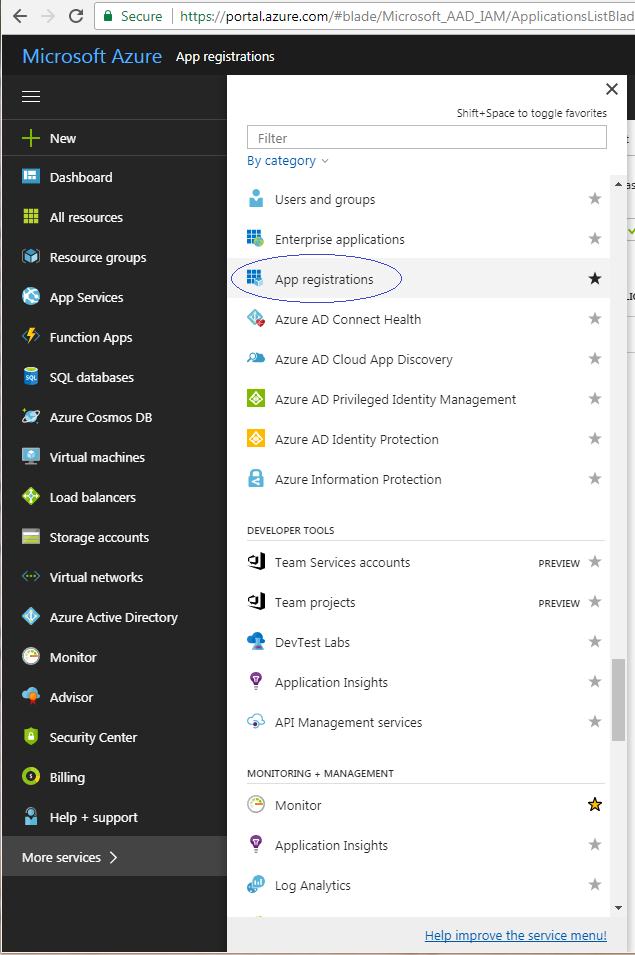 Secure https://portal.azure.com/#blade/Microsoft_AAD_IAM/ApplicationsListBlad
Microsoft Azure App registrations
Shift+Space to toggle favorites
New
Dashboard
All resources
Resource groups
App Services
Function Apps
SQL databases
Azure Cosmos DB
Virtual machines
Load balancers
Storage accounts
Virtual networks
Azure Active Directory
Monitor
Advisor
Security Center
Billing
Help + support
More services
Filter
By category
Users and groups
Enterprise applications
App registrations
Azure AD Connect Health
Azure AD Cloud App Discovery
Azure AD Privileged Identity Management
Azure AD Identity Protection
Azure Information Protection
DEVELOPER TOOLS
Team Services accounts PREVIEW
Team projects PREVIEW
DevTest Labs
Application Insights
API Management services
MONITORING + MANAGEMENT
Monitor
Application Insights
Log Analytics
Help improve the service menu!